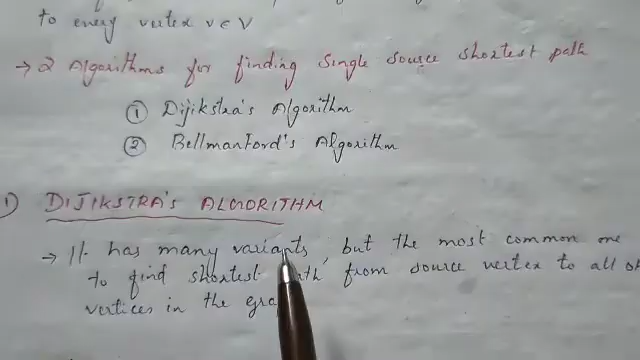 to every vertex v ∈ V
→ 2 Algorithms for finding single source shortest path
① Dijikstra's Algorithm
② BellmanFord's Algorithm
1) DIJIKSTRA'S ALGORITHM
→ It has many variants, but the most common one
to find shortest from source vertex to all
vertices in the